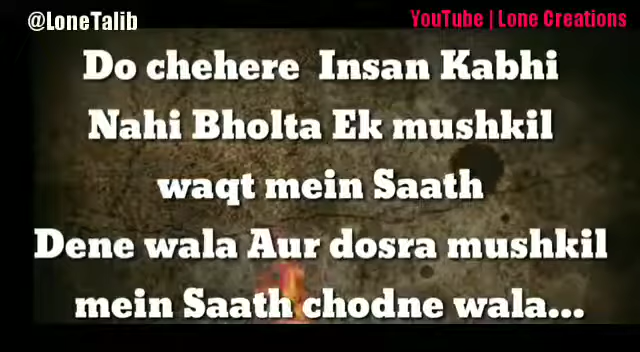 @LoneTalib
YouTube | Lone Creations
Do chehere Insan Kabhi
Nahi Bholta Ek mushkil
waqt mein Saath
Dene wala Aur dosra mushkil
mein Saath chodne wala...